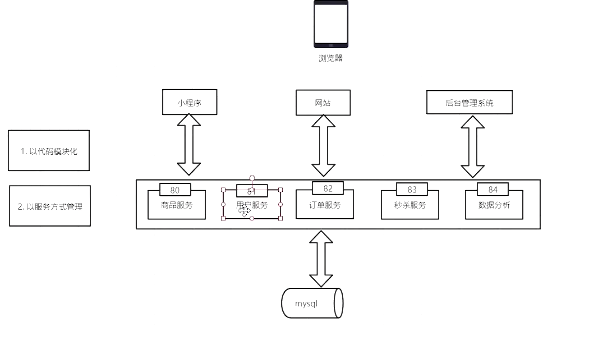 浏览器
小程序
网站
后台管理系统
1. 以代码模块化
80
81
82
83
84
商品服务
用户服务
订单服务
秒杀服务
数据分析
2. 以服务方式管理
mysql